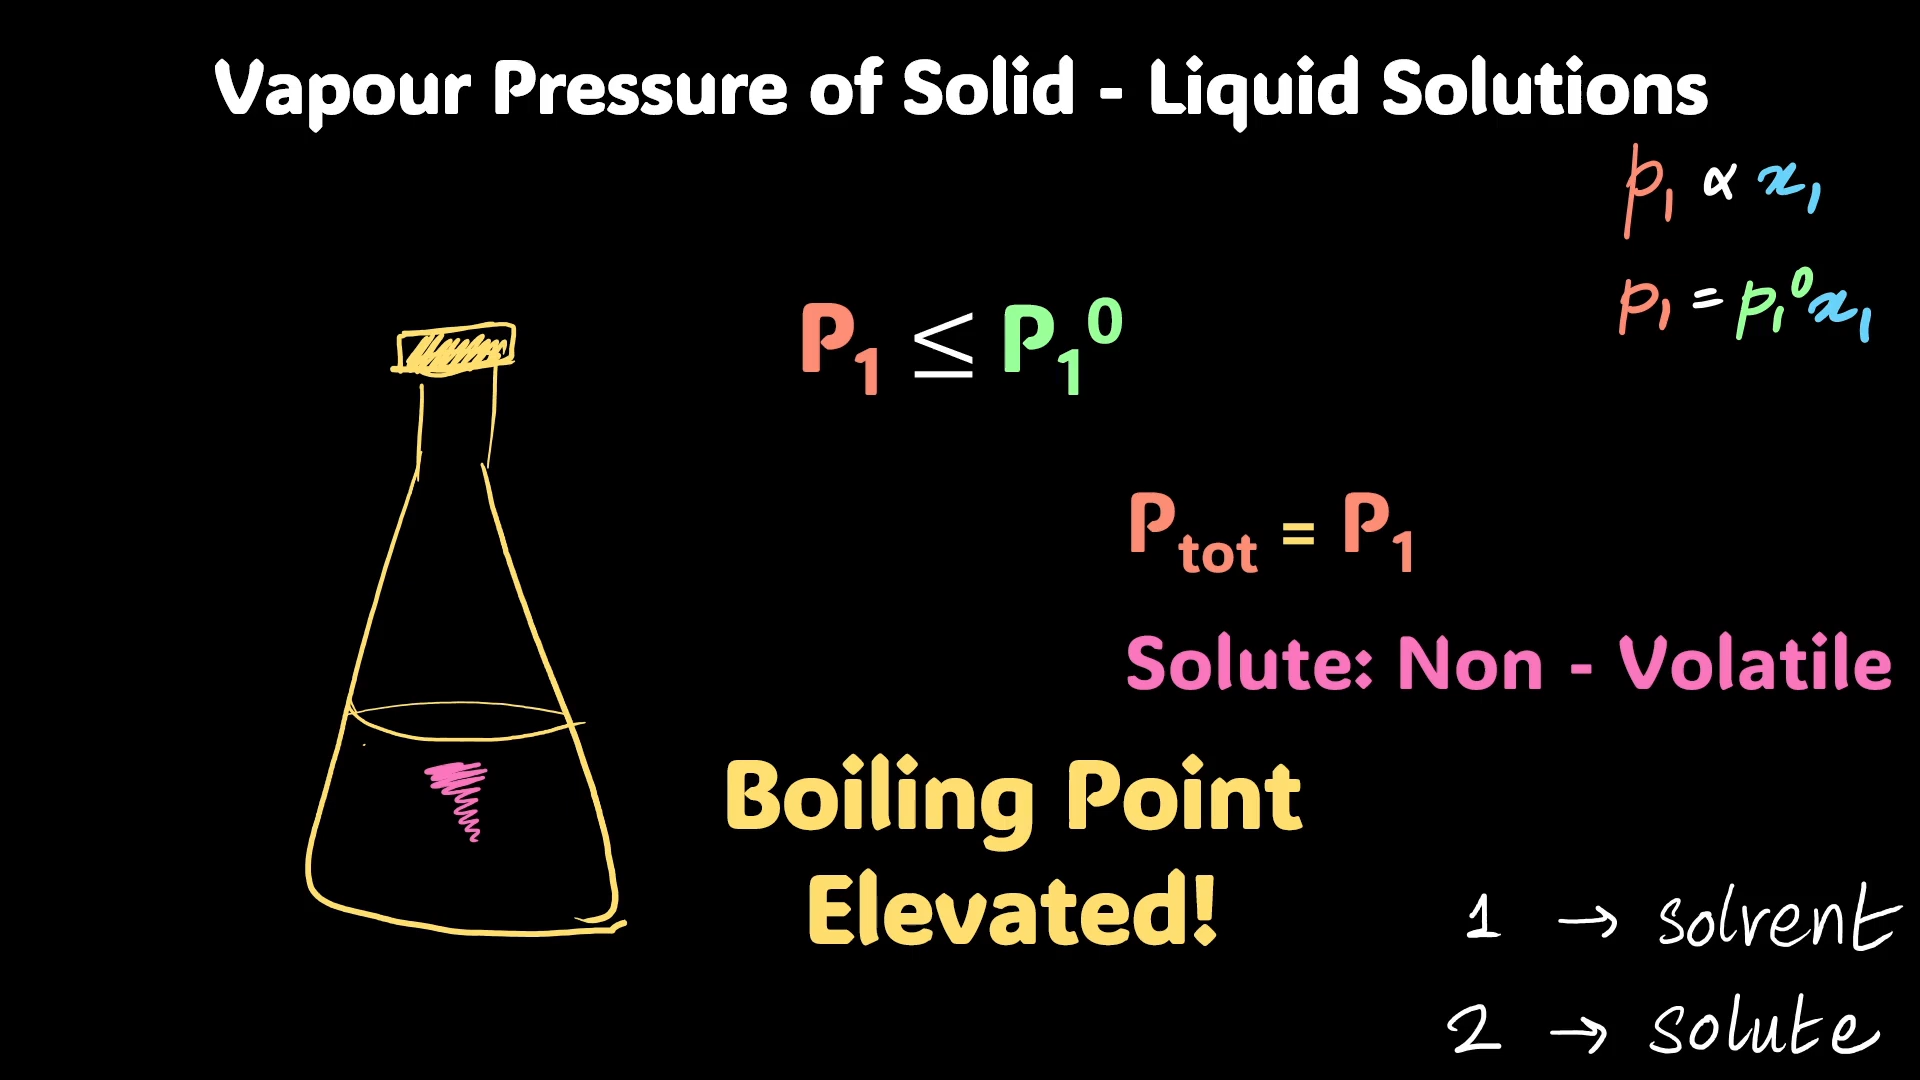 Vapour Pressure of Solid - Liquid Solutions
p₁ ∝ x₁
p₁ = p₁⁰x₁
P₁ ≤ P₁⁰
Pₜₒₜ = P₁
Solute: Non - Volatile
Boiling Point
Elevated!
1 → solvent
2 → solute